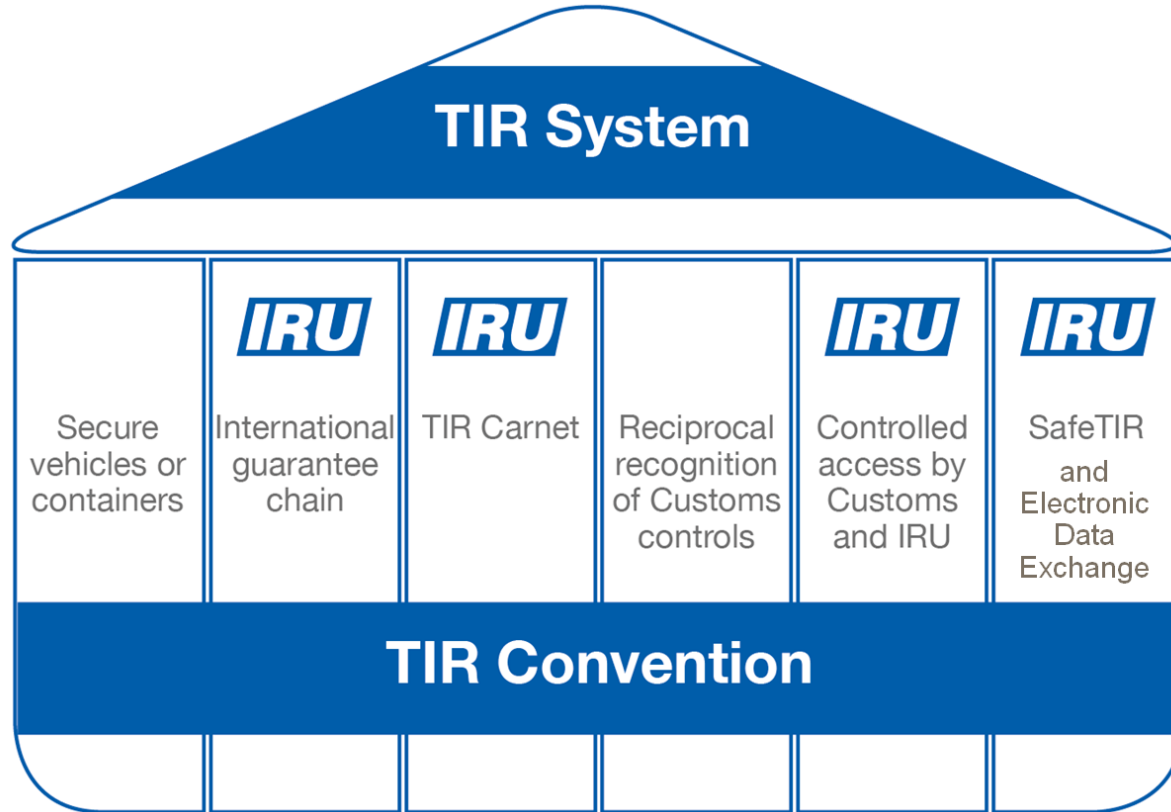 TIR System
Secure
vehicles or
containers
IRU
International
guarantee
chain
IRU
TIR Carnet
Reciprocal
recognition
of Customs
controls
IRU
Controlled
access by
Customs
and IRU
IRU
SafeTIR
and
Electronic
Data
Exchange
TIR Convention